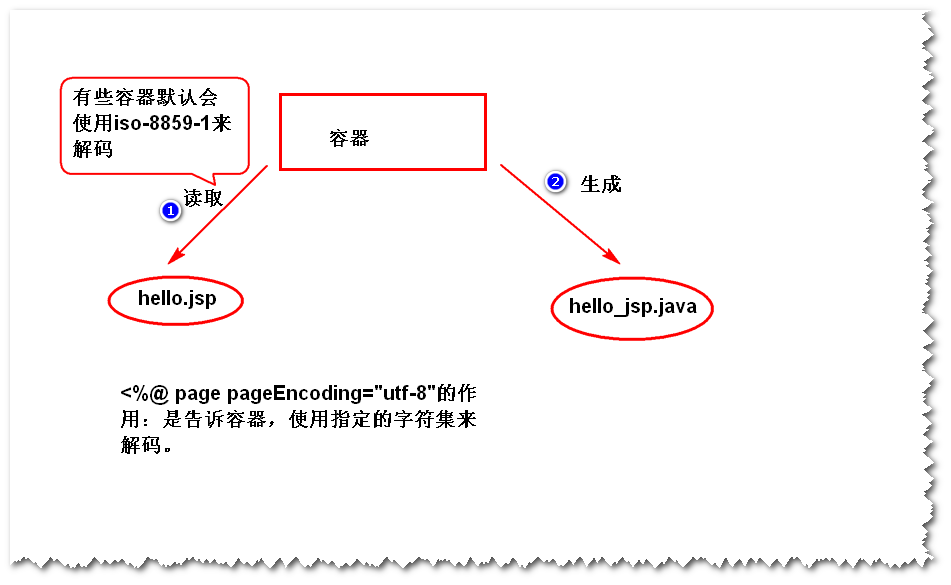 有些容器默认会
使用iso-8859-1来
解码
容器
1
读取
2
生成
hello.jsp
hello_jsp.java
<%@ page pageEncoding="utf-8"的作
用：是告诉容器，使用指定的字符集来
解码。